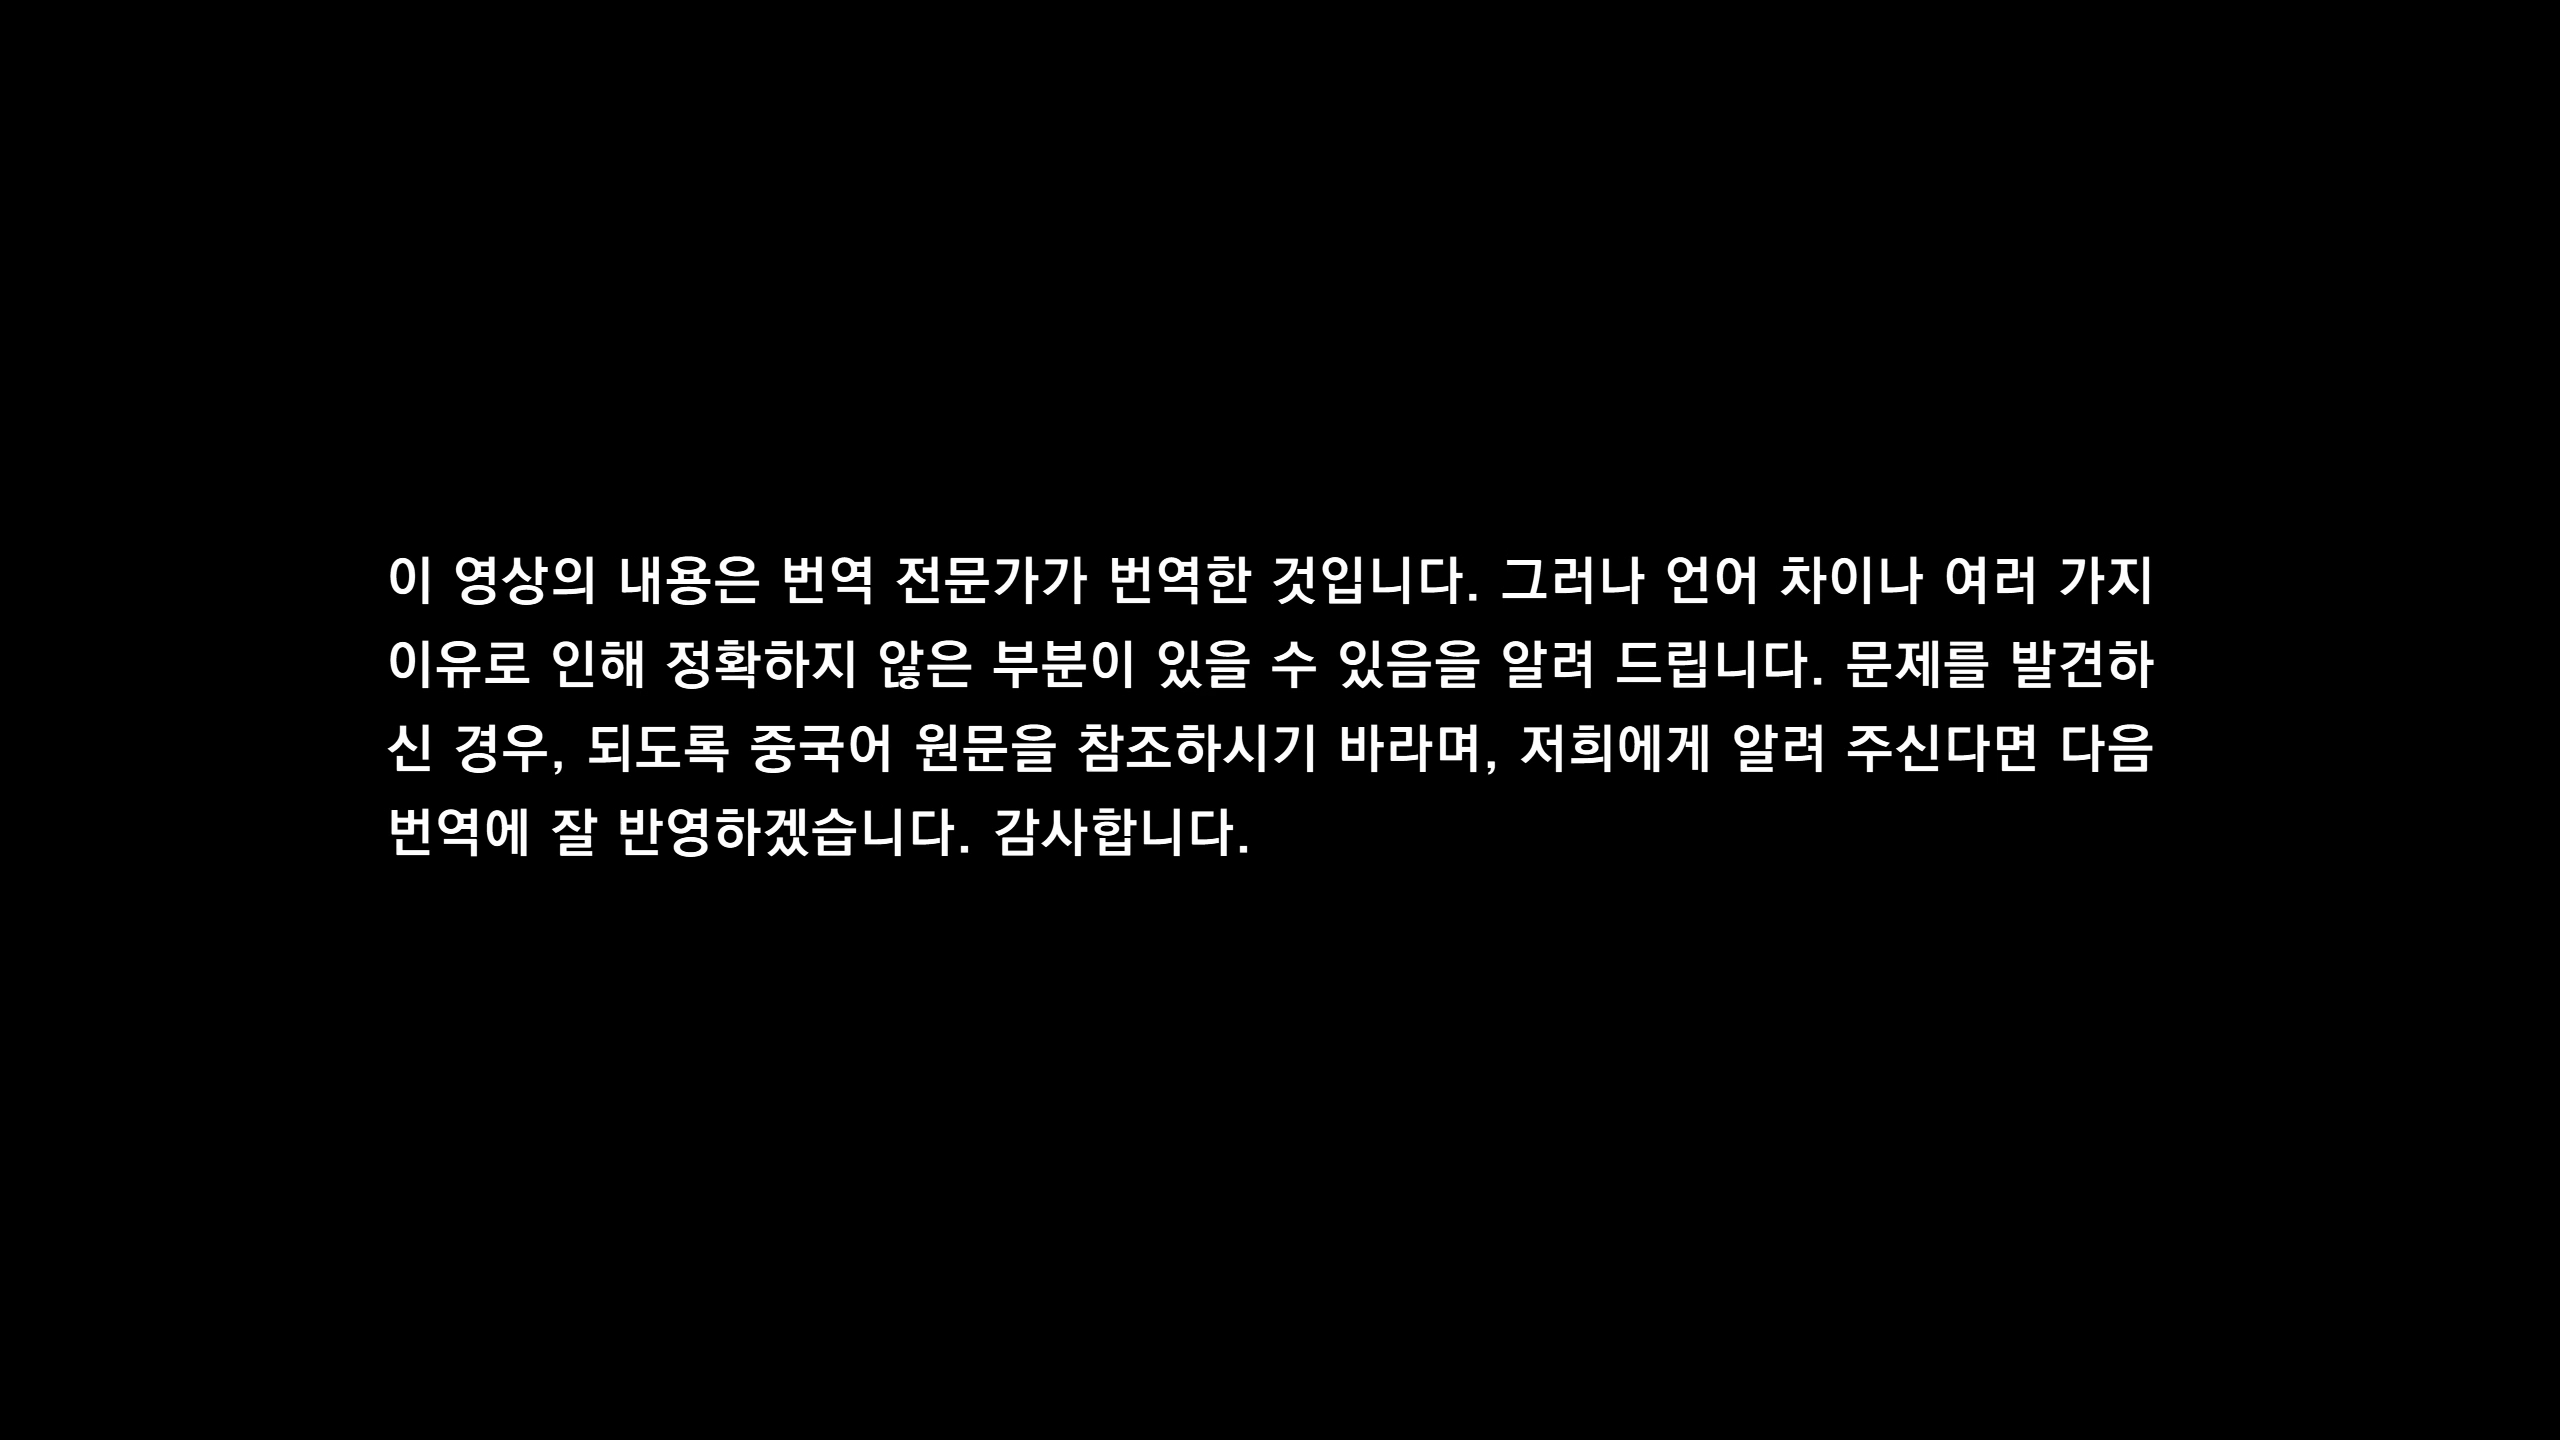 이 영상의 내용은 번역 전문가가 번역한 것입니다. 그러나 언어 차이나 여러 가지
이유로 인해 정확하지 않은 부분이 있을 수 있음을 알려 드립니다. 문제를 발견하
신 경우, 되도록 중국어 원문을 참조하시기 바라며, 저희에게 알려 주신다면 다음
번역에 잘 반영하겠습니다. 감사합니다.